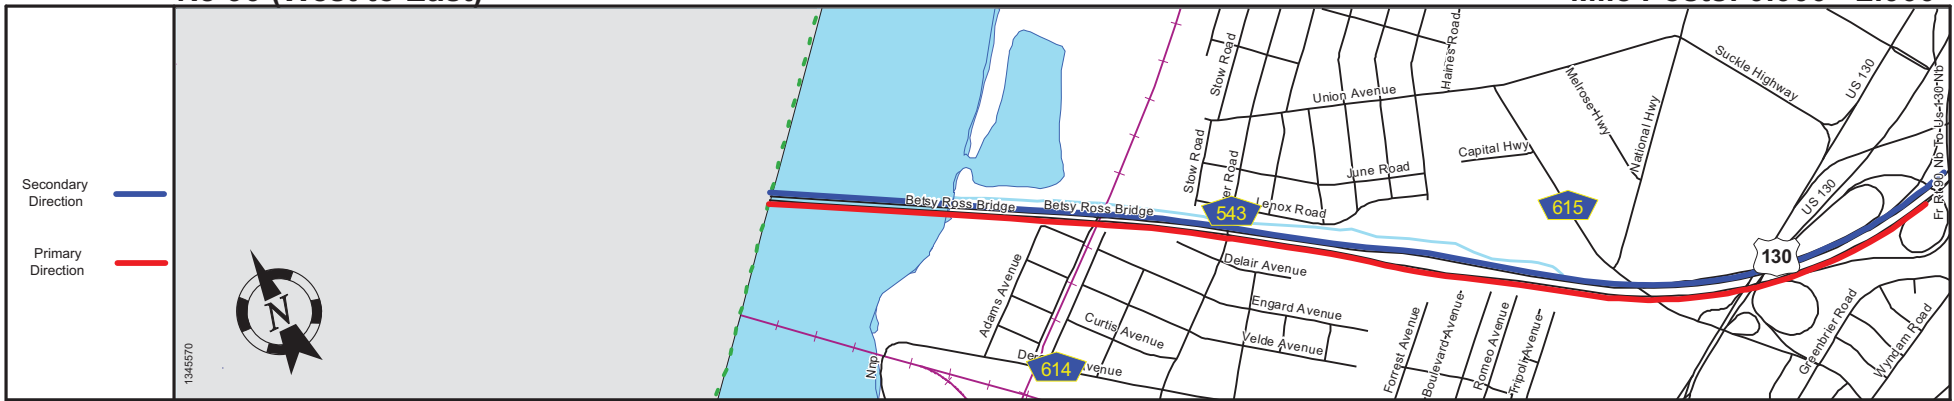 Secondary
Direction
Primary
Direction
1345570
N
Betsy Ross Bridge
Betsy Ross Bridge
Stow Road
Stow Road
Haines Road
Union Avenue
June Road
Lenox Road
543
Melrose Hwy
Capital Hwy
National Hwy
615
Suckle Highway
US 130
US 130
130
Fr Rt 90 Nb To Us-130 Nb
Adams Avenue
Curtis Avenue
614
Delair Avenue
Engard Avenue
Velde Avenue
Forrest Avenue
Boulevard Avenue
Romeo Avenue
Tripoli Avenue
Greenbrier Road
Wyndam Road